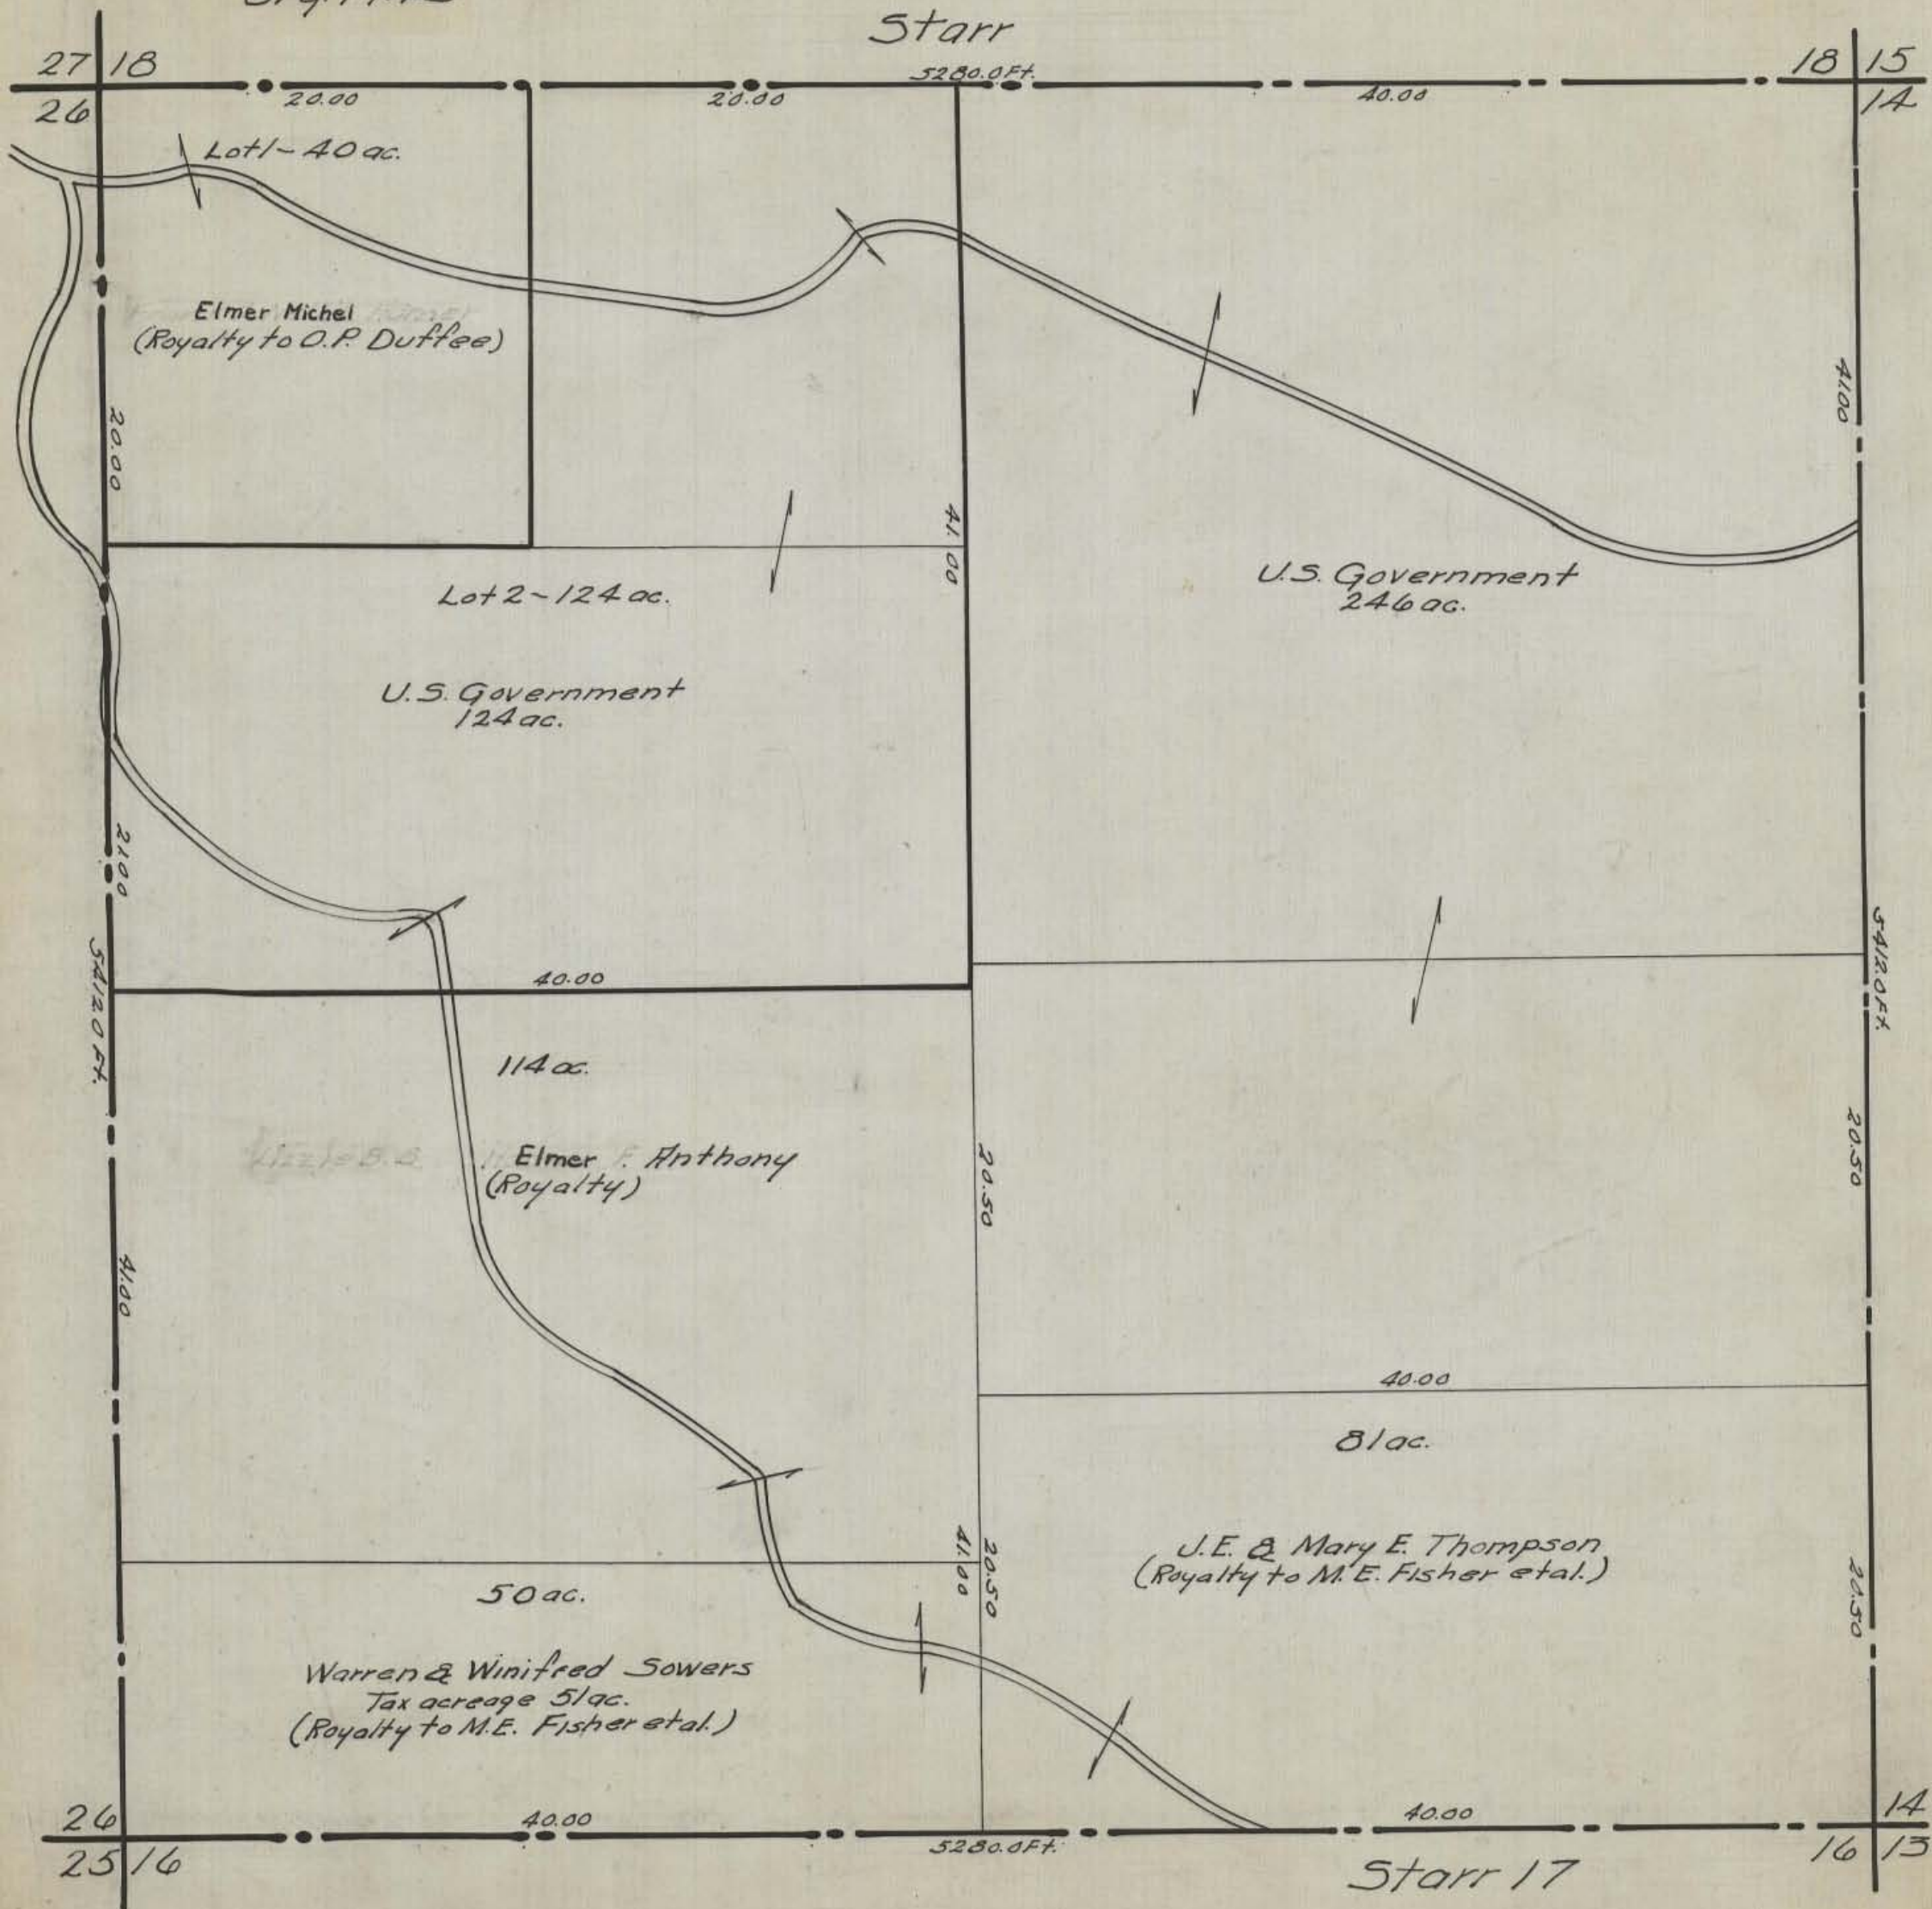 Starr
27 18
5280.0Ft.
18 15
26
20.00
20.00
40.00
14
Lot 1 - 40 ac.
Elmer Michel
(Royalty to O.P. Duffee)
20.00
41.00
41.00
Lot 2 ~ 124 ac.
U.S. Government
246 ac.
U.S. Government
124 ac.
21.00
5412.0 Ft.
40.00
5412.0 Ft.
114 ac.
Elmer F. Anthony
(Royalty)
20.50
20.50
41.00
40.00
81 ac.
J.E. & Mary E. Thompson
(Royalty to M.E. Fisher etal.)
41.00
20.50
20.50
50 ac.
Warren & Winifred Sowers
Tax acreage 51 ac.
(Royalty to M.E. Fisher etal.)
26
40.00
40.00
14
25 16
5280.0Ft.
16 13
Starr 17